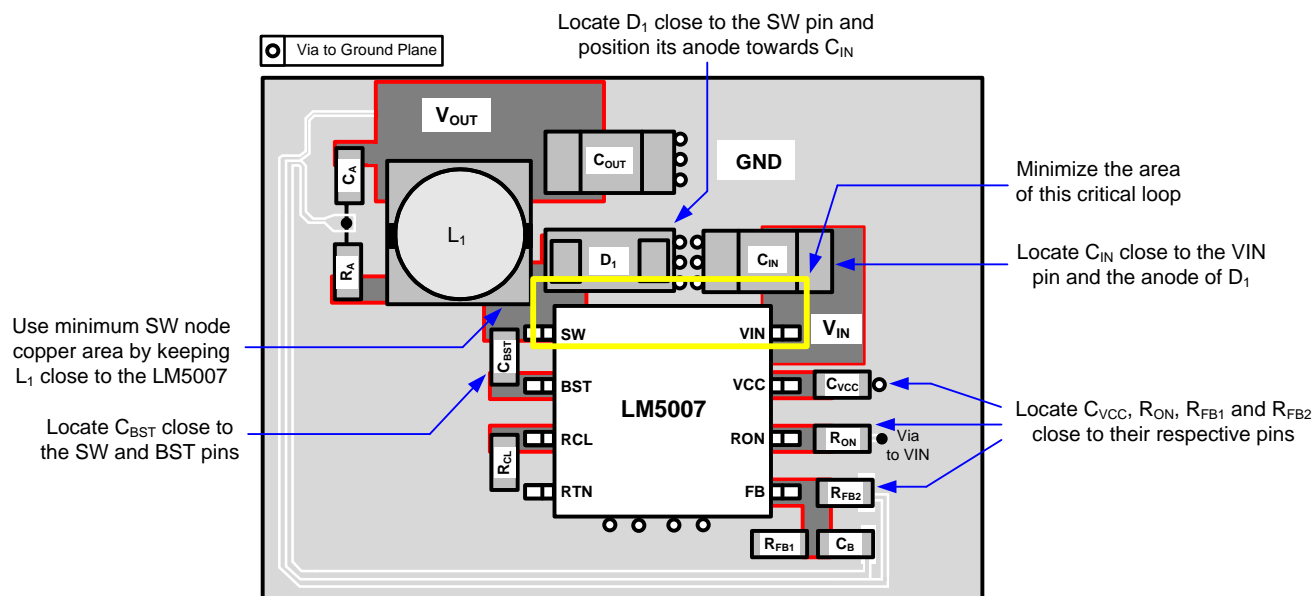 Locate D1 close to the SW pin and
position its anode towards CIN
Via to Ground Plane
VOUT
COUT
GND
CA
Minimize the area
of this critical loop
L1
D1
CIN
Locate CIN close to the VIN
pin and the anode of D1
RA
Use minimum SW node
copper area by keeping
L1 close to the LM5007
SW
VIN
VIN
CBST
BST
VCC
CVCC
LM5007
Locate CBST close to
the SW and BST pins
Locate CVCC, RON, RFB1 and RFB2
close to their respective pins
RCL
RON
RON
Via
to VIN
RCL
RTN
FB
RFB2
RFB1
CB